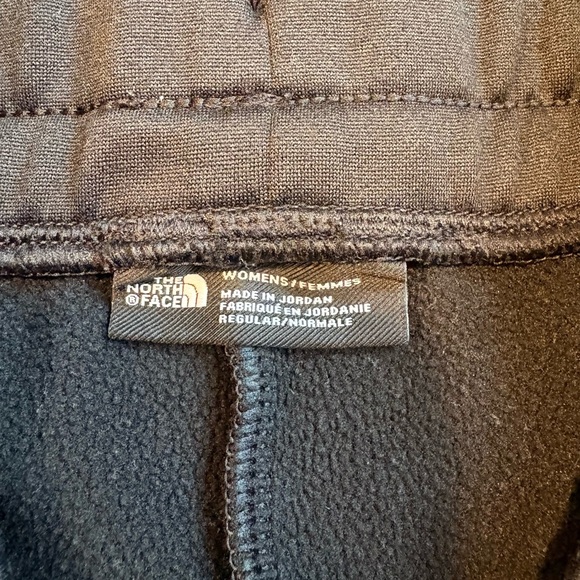 THE
NORTH
® FACE
WOMENS/FEMMES
MADE IN JORDAN
FABRIQUÉ EN JORDANIE
REGULAR/NORMALE